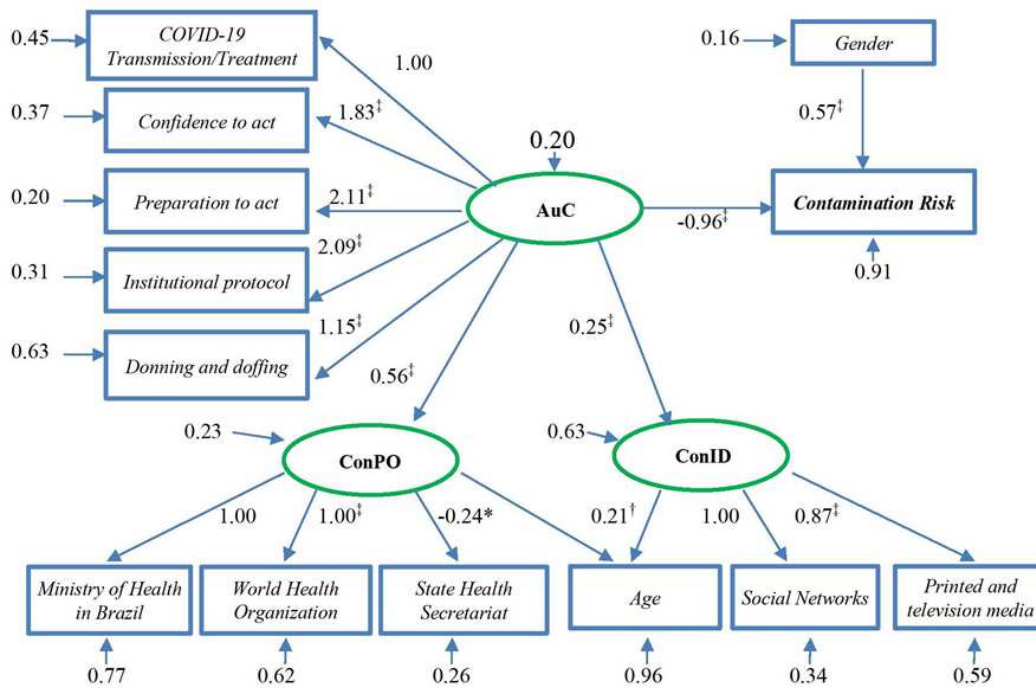 0.45
COVID-19
Transmission/Treatment
0.16
Gender
1.00
0.37
Confidence to act
1.83‡
0.57‡
0.20
0.20
Preparation to act
2.11‡
AuC
-0.96‡
Contamination Risk
2.09‡
0.31
Institutional protocol
0.91
1.15‡
0.25‡
0.63
Donning and doffing
0.56‡
0.23
ConPO
0.63
ConID
1.00
1.00‡
-0.24*
0.21†
1.00
0.87‡
Ministry of Health
in Brazil
World Health
Organization
State Health
Secretariat
Age
Social Networks
Printed and
television media
0.77
0.62
0.26
0.96
0.34
0.59